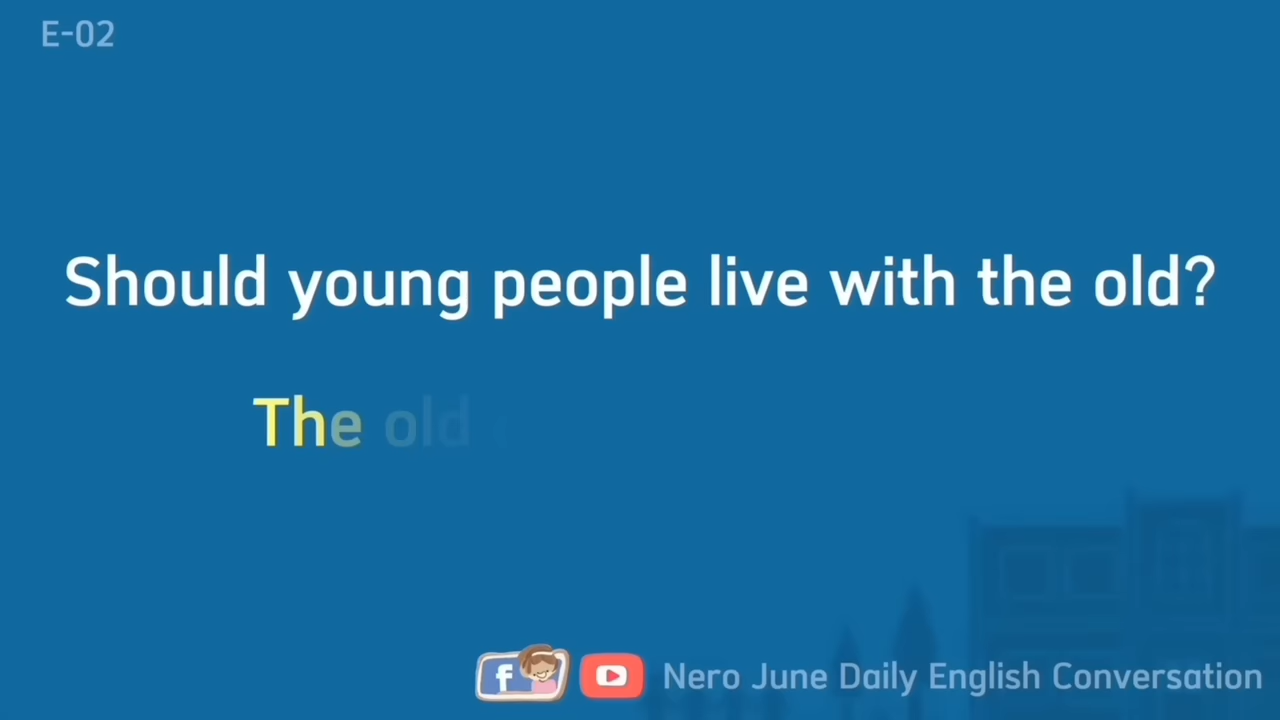 E-02
Should young people live with the old?
The old
Nero June Daily English Conversation